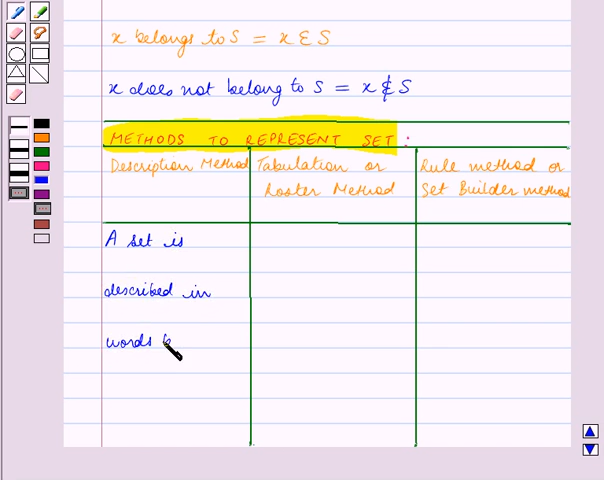 x belongs to S = x ∈ S
x does not belong to S = x ∉ S
METHODS TO REPRESENT SET :
Description Method Tabulation or Roster Method Rule method or Set Builder method
A set is
described in
words